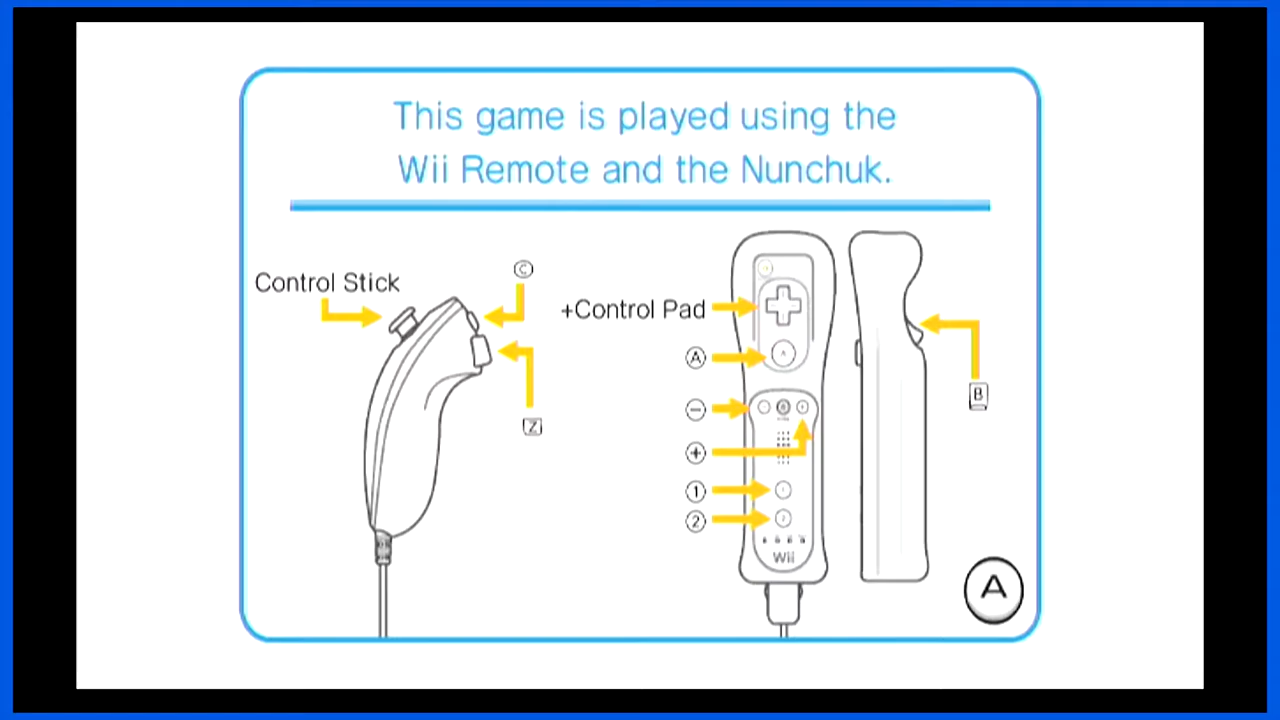 This game is played using the
Wii Remote and the Nunchuk.
Control Stick
C
Z
+Control Pad
A
−
+
1
2
B
Wii
A